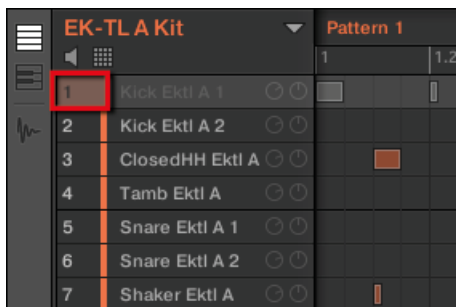 EK-TL A Kit
Pattern 1
1
1.2
1 Kick Ektl A 1
2 Kick Ektl A 2
3 ClosedHH Ektl A
4 Tamb Ektl A
5 Snare Ektl A 1
6 Snare Ektl A 2
7 Shaker Ektl A